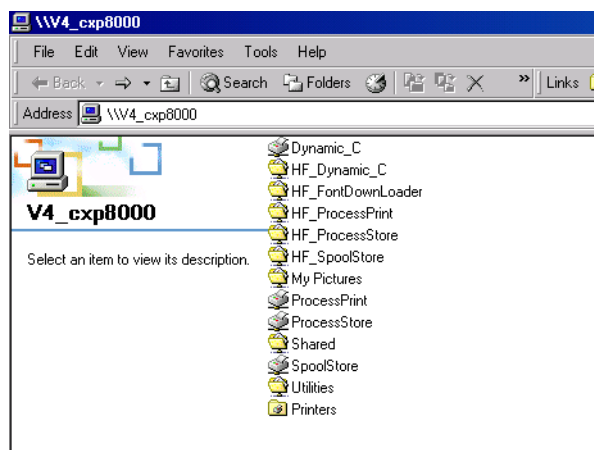 \\V4_cxp8000
File Edit View Favorites Tools Help
Back Search Folders » Links
Address \\V4_cxp8000
V4_cxp8000
Select an item to view its description.
Dynamic_C
HF_Dynamic_C
HF_FontDownLoader
HF_ProcessPrint
HF_ProcessStore
HF_SpoolStore
My Pictures
ProcessPrint
ProcessStore
Shared
SpoolStore
Utilities
Printers